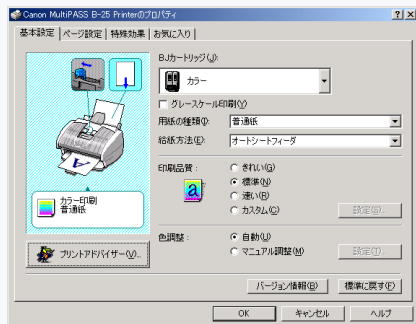 Canon MultiPASS B-25 Printerのプロパティ
基本設定 ページ設定 特殊効果 お気に入り
BJカートリッジ(J):
カラー
グレースケール印刷(Y)
用紙の種類(I): 普通紙
給紙方法(E): オートシートフィーダ
印刷品質: きれい(G)
標準(N)
速い(R)
カスタム(C) 設定(S)...
カラー印刷
普通紙
色調整: 自動(U)
マニュアル調整(M) 設定(T)...
プリントアドバイザー(V)...
バージョン情報(B) 標準に戻す(F)
OK キャンセル ヘルプ